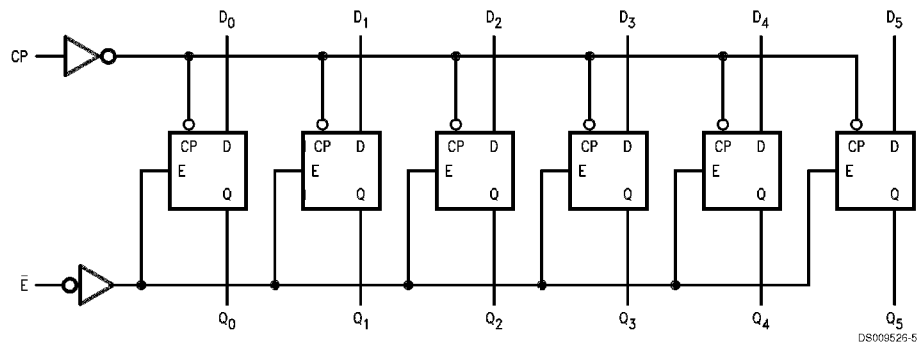 D₀ D₁ D₂ D₃ D₄ D₅
CP
CP D CP D CP D CP D CP D CP D
E E E E E E
Q Q Q Q Q Q
E̅
Q₀ Q₁ Q₂ Q₃ Q₄ Q₅
DS009526-5